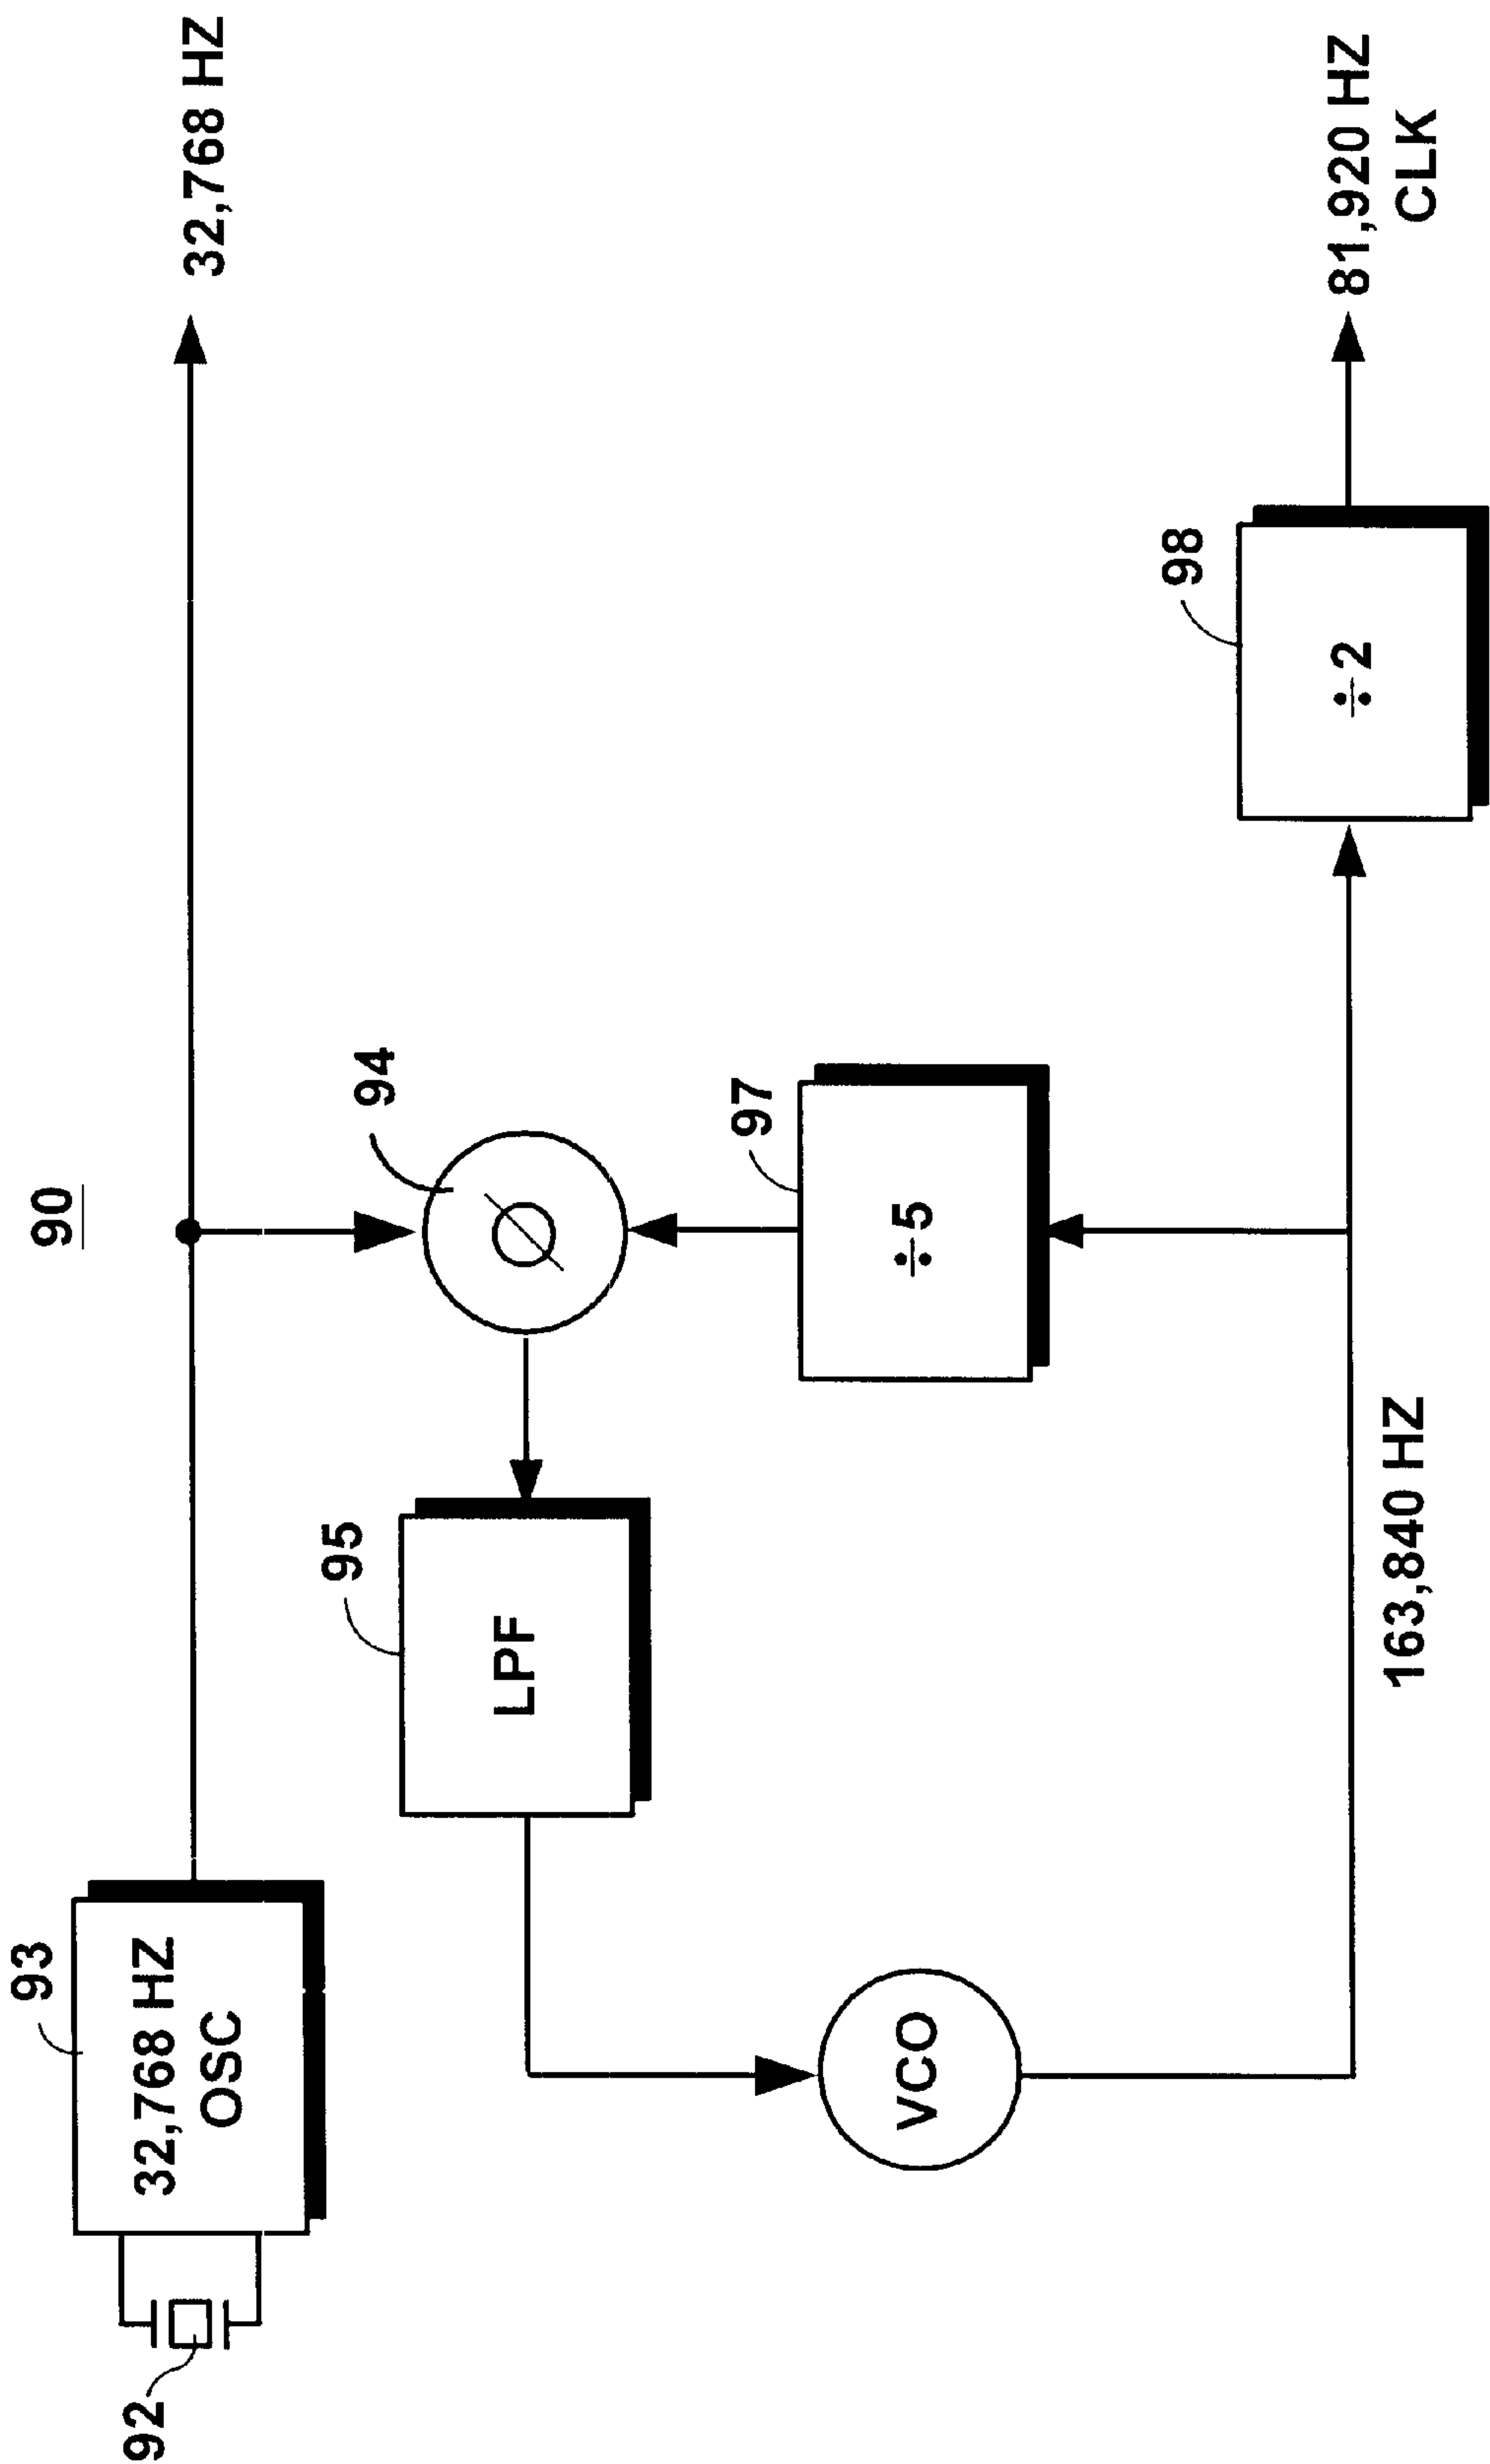 90
92
93
32,768 HZ
OSC
32,768 HZ
95
LPF
94
Ø
97
÷5
VCO
163,840 HZ
98
÷2
81,920 HZ
CLK